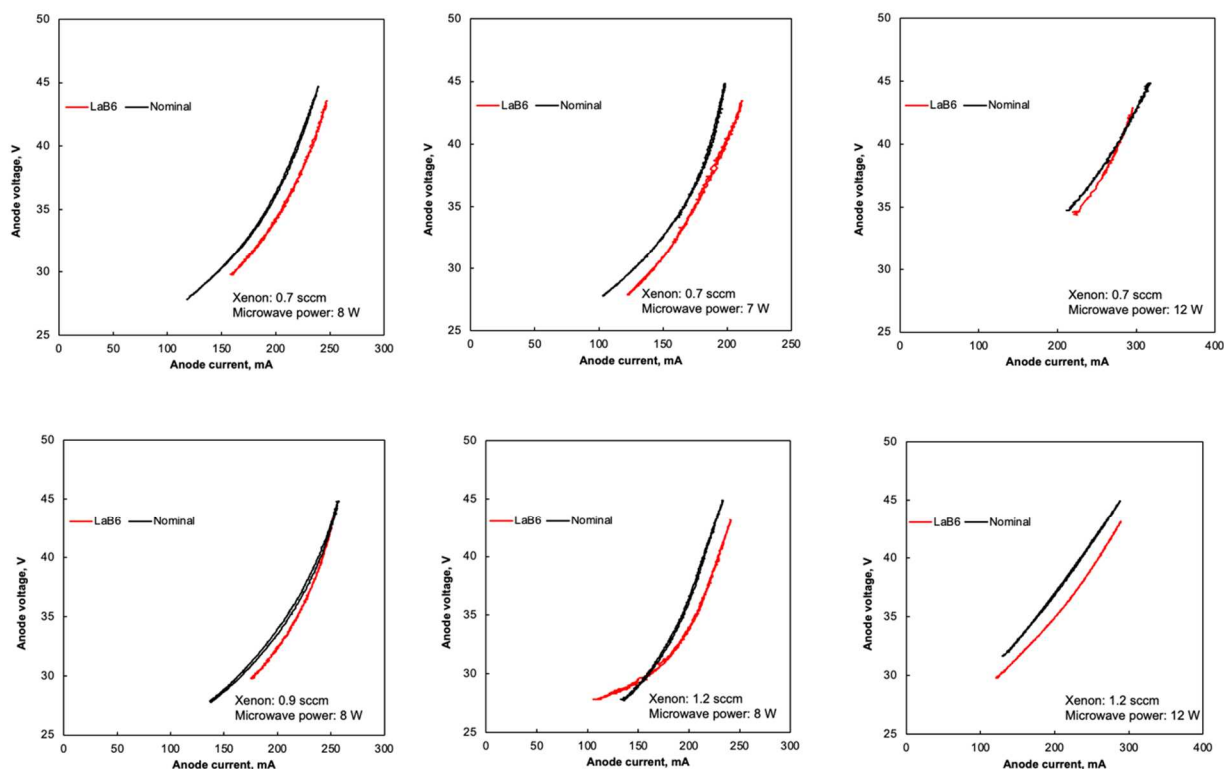 50
45
LaB6 Nominal
40
Anode voltage, V
35
30
Xenon: 0.7 sccm
Microwave power: 8 W
25
0 50 100 150 200 250 300
Anode current, mA
50
45
LaB6 Nominal
40
Anode voltage, V
35
30
Xenon: 0.7 sccm
Microwave power: 7 W
25
0 50 100 150 200 250
Anode current, mA
50
45
LaB6 Nominal
40
Anode voltage, V
35
30
Xenon: 0.7 sccm
Microwave power: 12 W
25
0 100 200 300 400
Anode current, mA
50
45
LaB6 Nominal
40
Anode voltage, V
35
30
Xenon: 0.9 sccm
Microwave power: 8 W
25
0 50 100 150 200 250 300
Anode current, mA
50
45
LaB6 Nominal
40
Anode voltage, V
35
30
Xenon: 1.2 sccm
Microwave power: 8 W
25
0 50 100 150 200 250 300
Anode current, mA
50
45
LaB6 Nominal
40
Anode voltage, V
35
30
Xenon: 1.2 sccm
Microwave power: 12 W
25
0 100 200 300 400
Anode current, mA